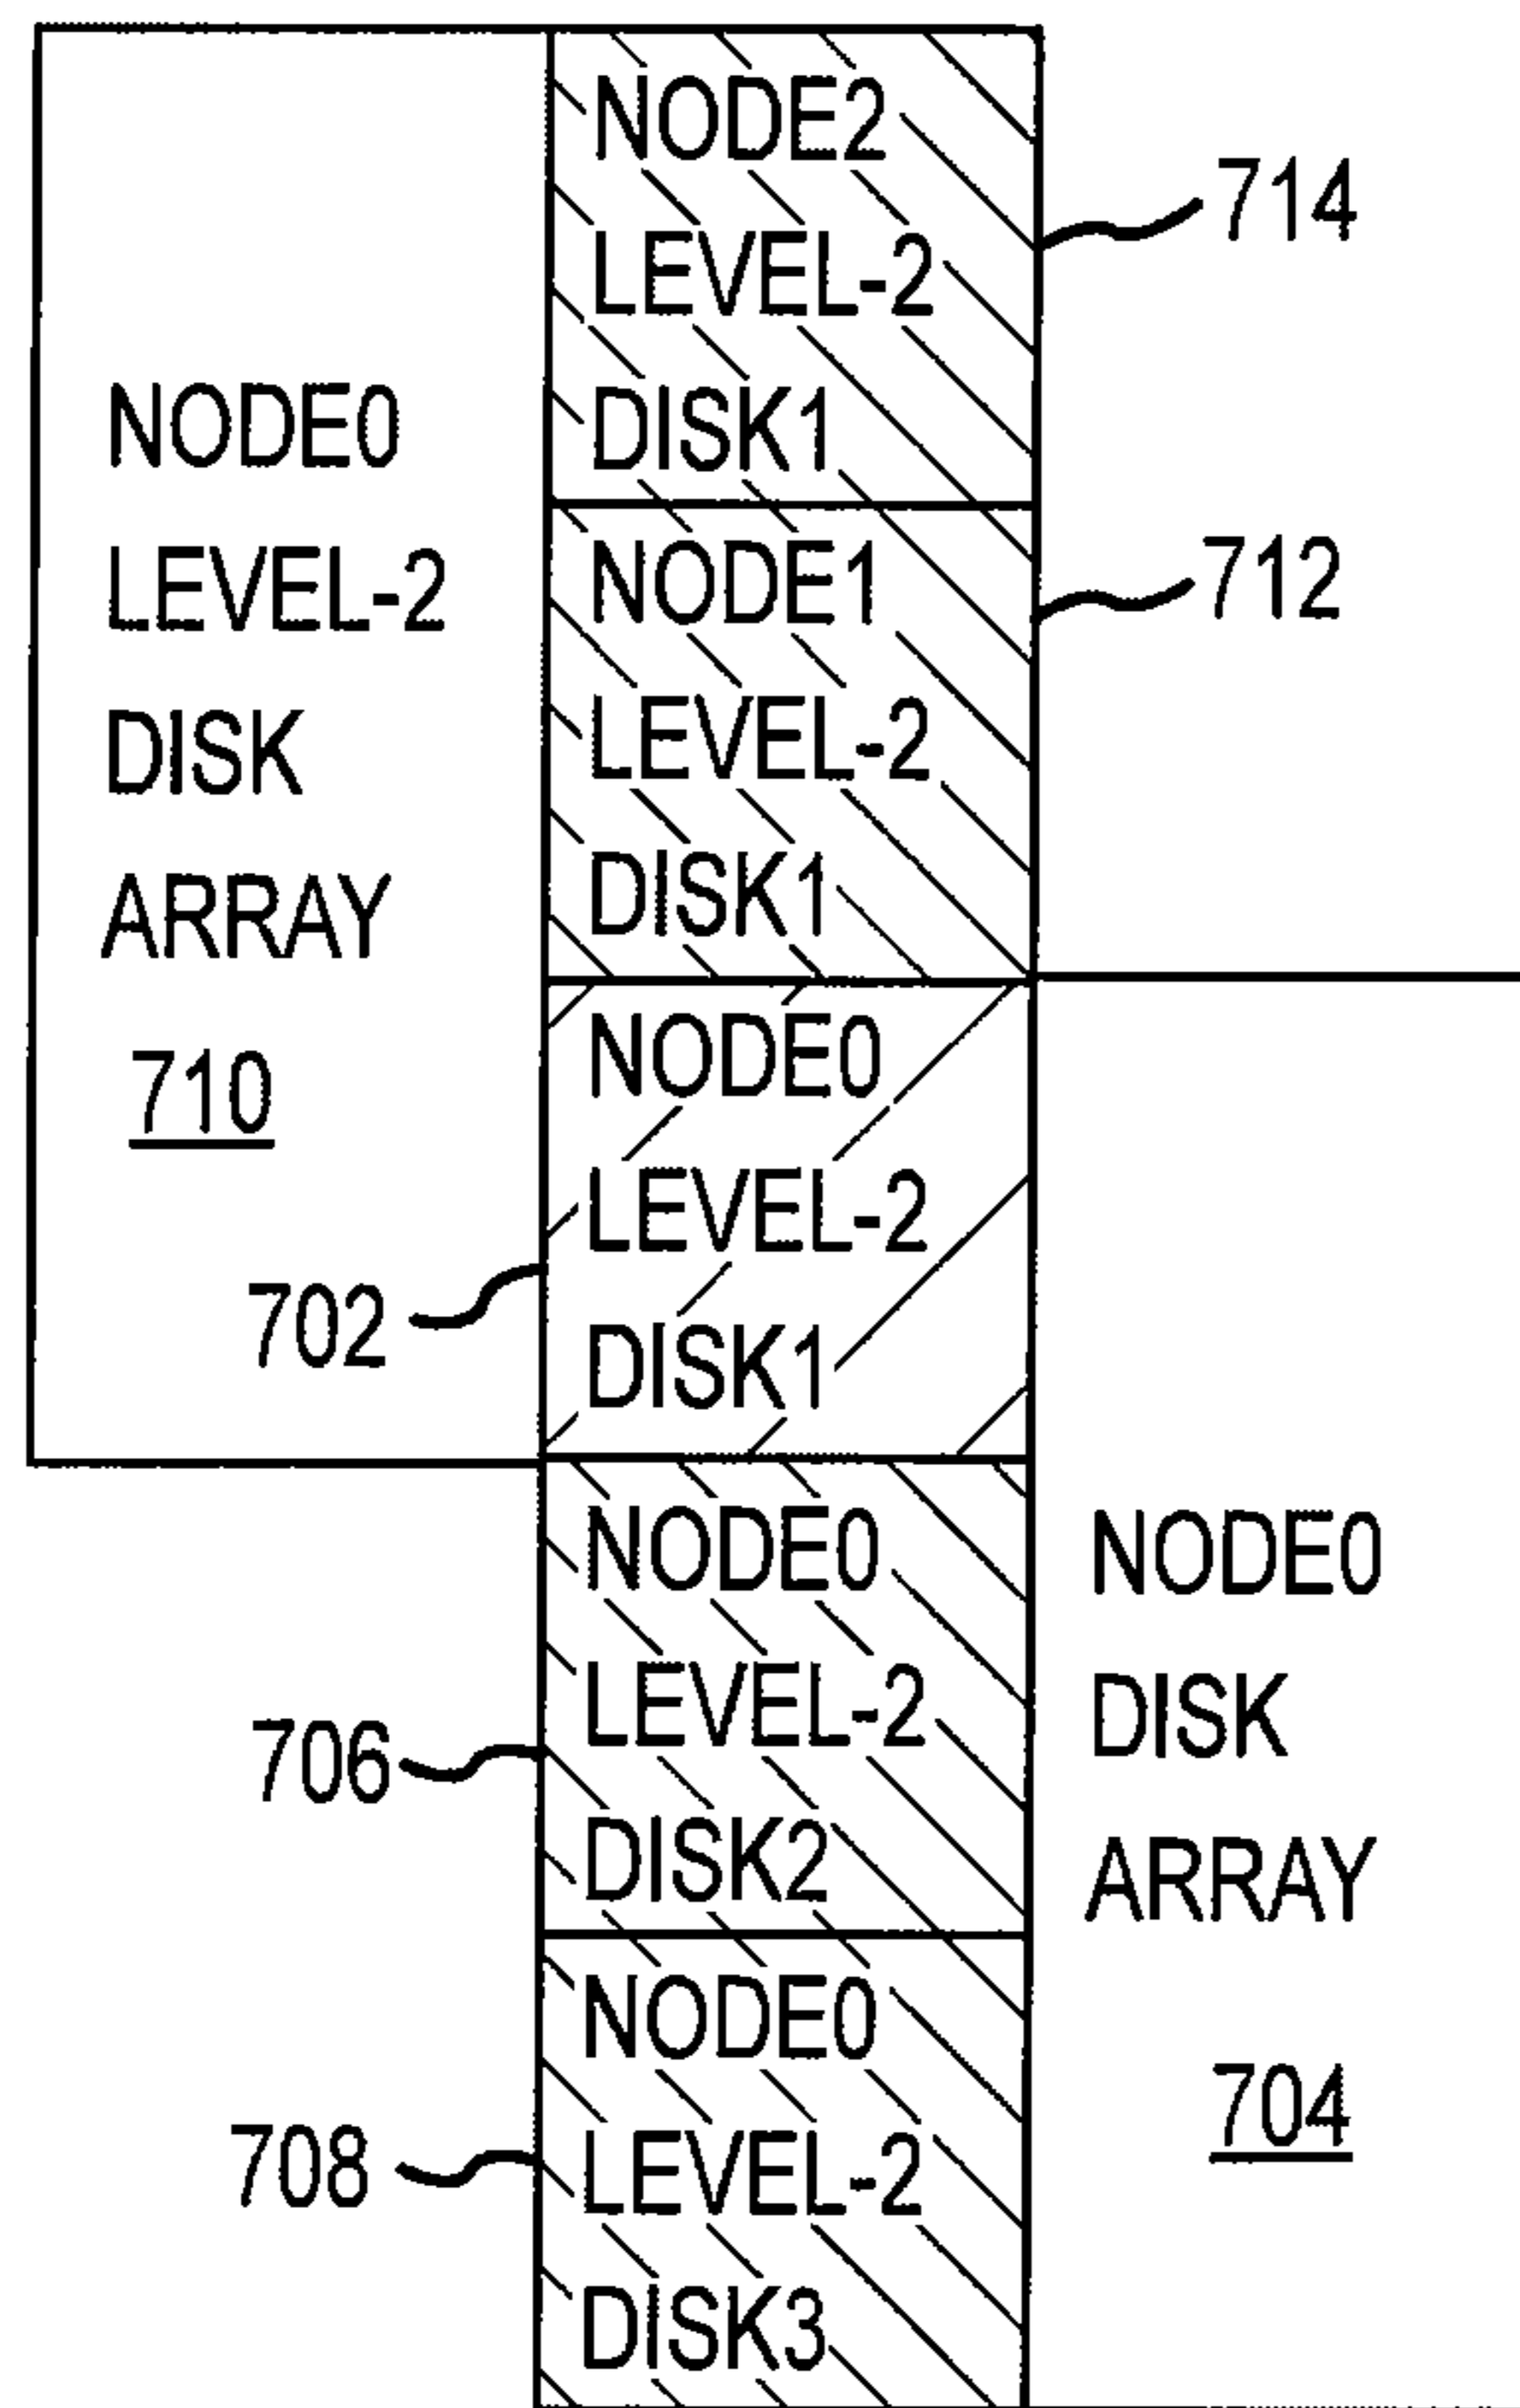 NODE2
LEVEL-2
DISK1
714
NODE1
LEVEL-2
DISK1
712
NODE0
LEVEL-2
DISK
ARRAY
710
NODE0
LEVEL-2
DISK1
702
NODE0
LEVEL-2
DISK2
706
NODE0
DISK
ARRAY
704
NODE0
LEVEL-2
DISK3
708